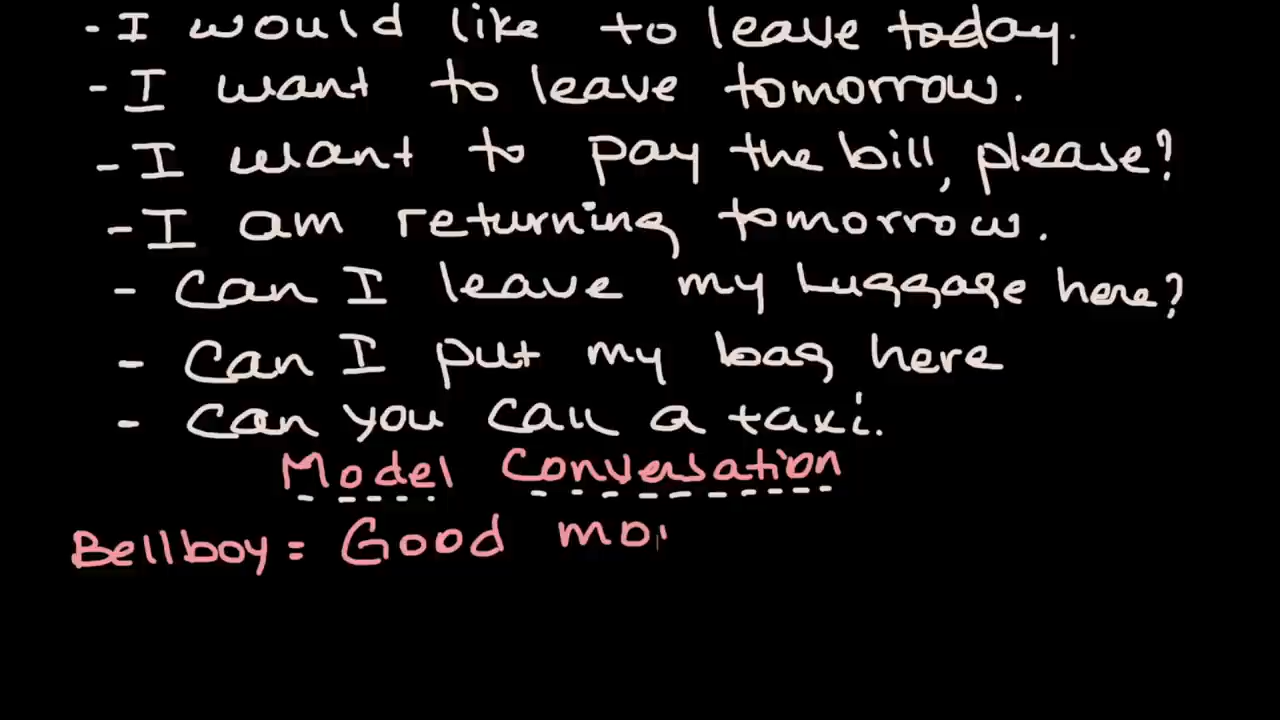 - I would like to leave today.
- I want to leave tomorrow.
- I want to pay the bill, please?
- I am returning tomorrow.
- Can I leave my Luggage here?
- Can I put my bag here
- Can you call a taxi.
Model Conversation
Bellboy = Good mor